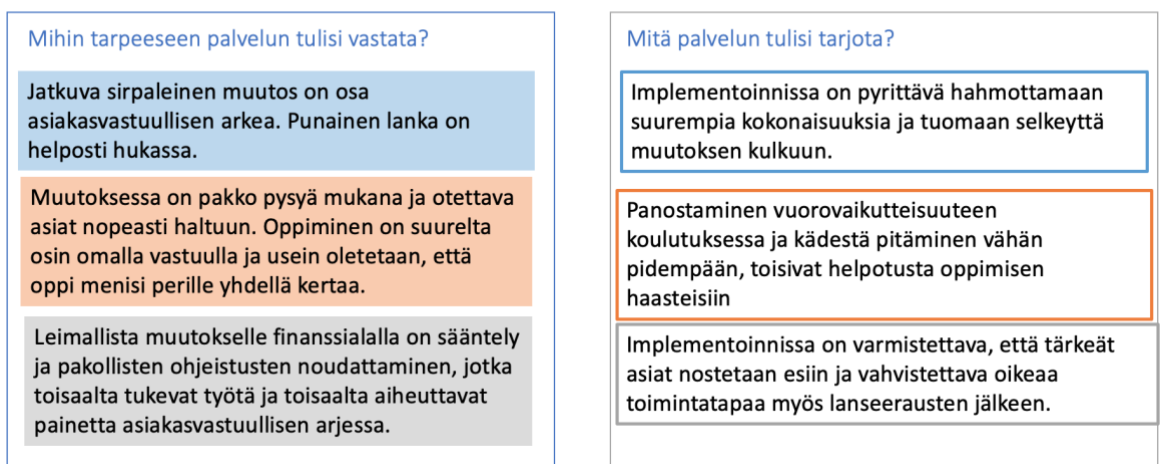 Mihin tarpeeseen palvelun tulisi vastata?
Jatkuva sirpaleinen muutos on osa
asiakasvastuullisen arkea. Punainen lanka on
helposti hukassa.
Muutoksessa on pakko pysyä mukana ja otettava
asiat nopeasti haltuun. Oppiminen on suurelta
osin omalla vastuulla ja usein oletetaan, että
oppi menisi perille yhdellä kertaa.
Leimallista muutokselle finanssialalla on sääntely
ja pakollisten ohjeistusten noudattaminen, jotka
toisaalta tukevat työtä ja toisaalta aiheuttavat
painetta asiakasvastuullisen arjessa.
Mitä palvelun tulisi tarjota?
Implementoinnissa on pyrittävä hahmottamaan
suurempia kokonaisuuksia ja tuomaan selkeyttä
muutoksen kulkuun.
Panostaminen vuorovaikutteisuuteen
koulutuksessa ja kädestä pitäminen vähän
pidempään, toisivat helpotusta oppimisen
haasteisiin
Implementoinnissa on varmistettava, että tärkeät
asiat nostetaan esiin ja vahvistettava oikeaa
toimintatapaa myös lanseerausten jälkeen.